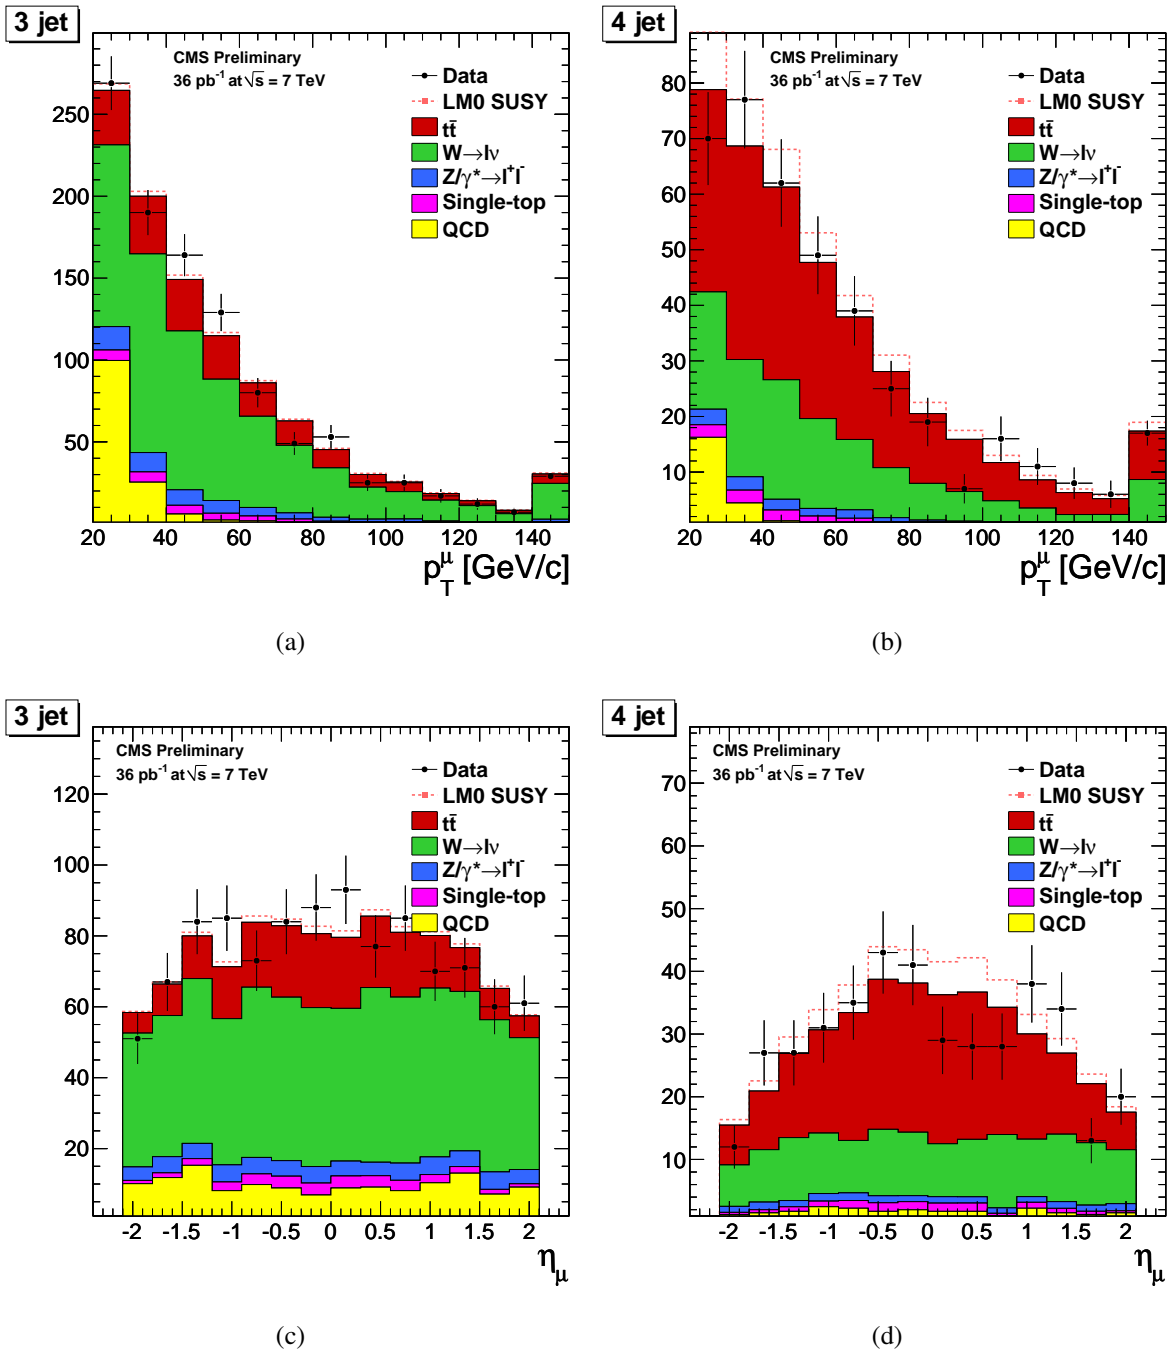 3 jet
CMS Preliminary
36 pb⁻¹ at √s = 7 TeV
Data
LM0 SUSY
tt̄
W→lν
Z/γ*→l⁺l⁻
Single-top
QCD
250
200
150
100
50
20 40 60 80 100 120 140
p_T^μ [GeV/c]
(a)
4 jet
CMS Preliminary
36 pb⁻¹ at √s = 7 TeV
Data
LM0 SUSY
tt̄
W→lν
Z/γ*→l⁺l⁻
Single-top
QCD
80
70
60
50
40
30
20
10
20 40 60 80 100 120 140
p_T^μ [GeV/c]
(b)
3 jet
CMS Preliminary
36 pb⁻¹ at √s = 7 TeV
Data
LM0 SUSY
tt̄
W→lν
Z/γ*→l⁺l⁻
Single-top
QCD
120
100
80
60
40
20
-2 -1.5 -1 -0.5 0 0.5 1 1.5 2
η_μ
(c)
4 jet
CMS Preliminary
36 pb⁻¹ at √s = 7 TeV
Data
LM0 SUSY
tt̄
W→lν
Z/γ*→l⁺l⁻
Single-top
QCD
70
60
50
40
30
20
10
-2 -1.5 -1 -0.5 0 0.5 1 1.5 2
η_μ
(d)